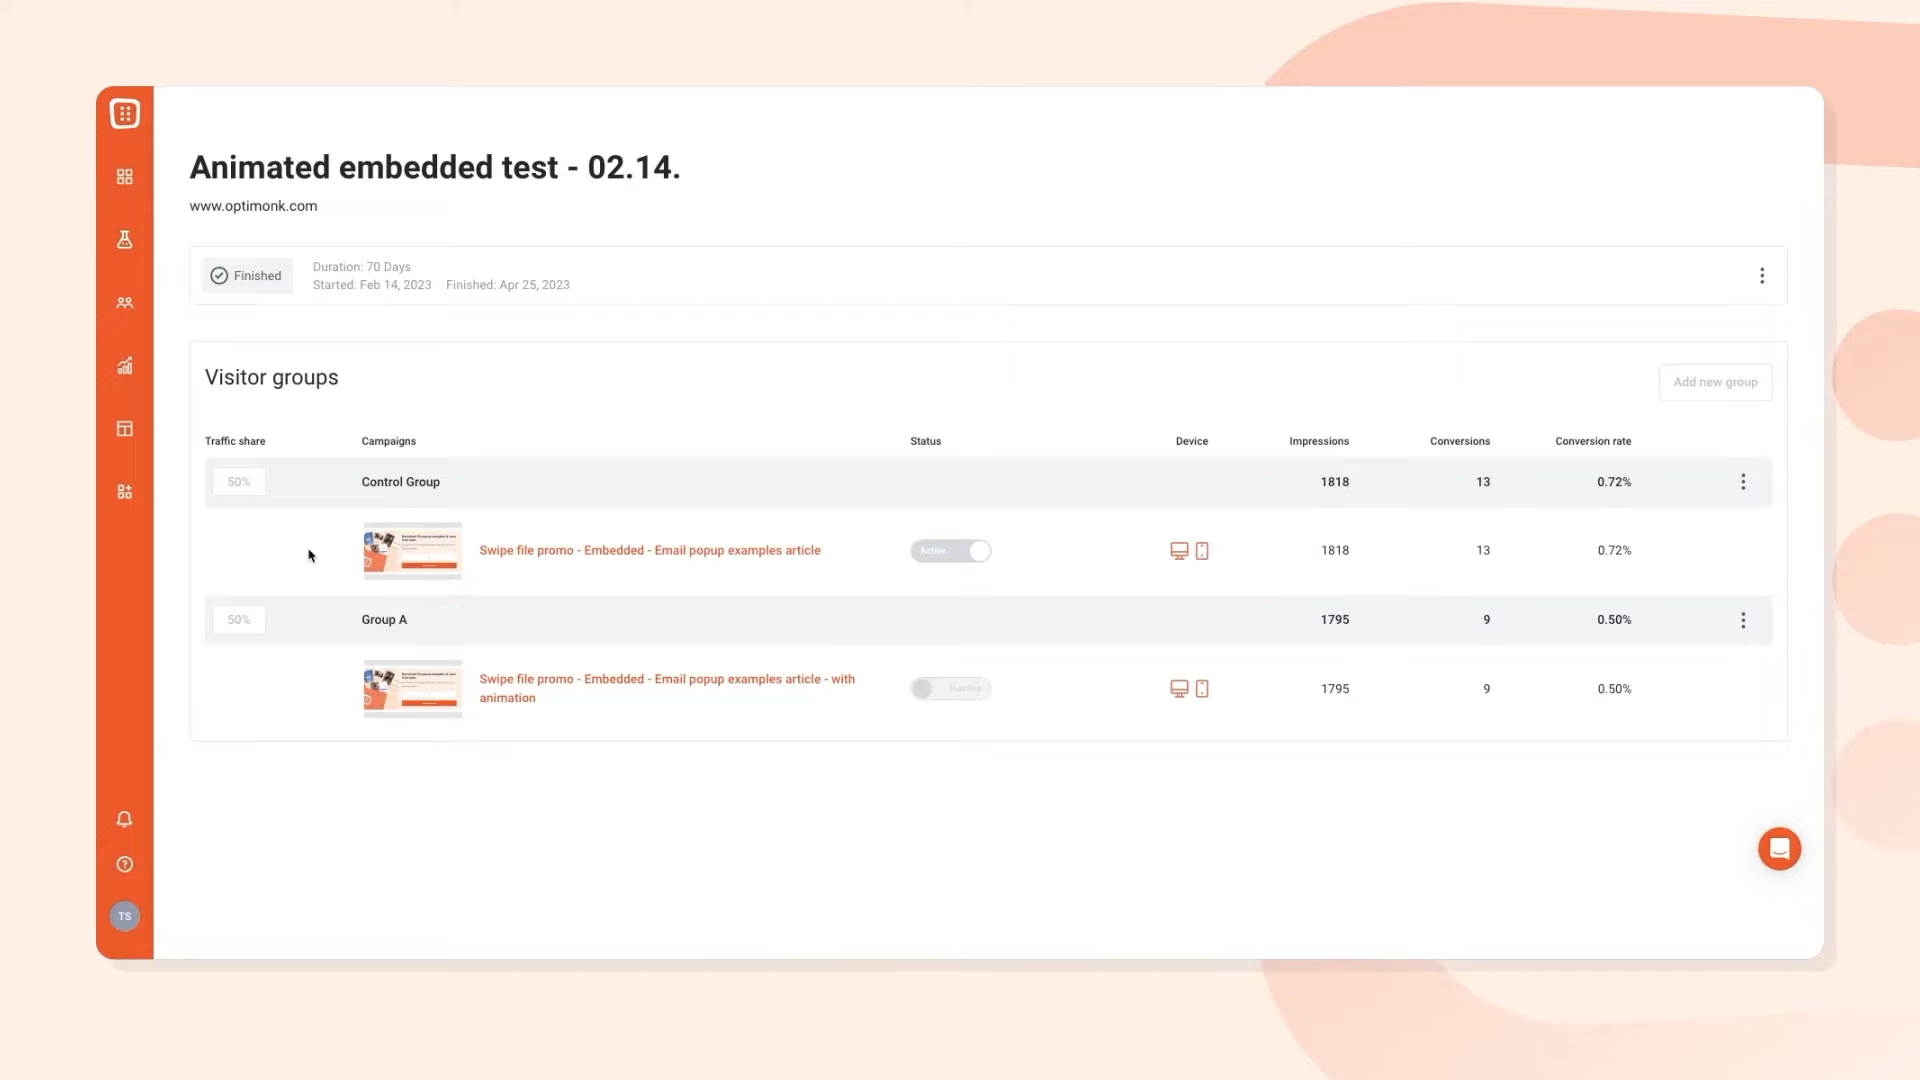 Animated embedded test - 02.14.
www.optimonk.com
Finished
Duration: 70 Days
Started: Feb 14, 2023 Finished: Apr 25, 2023
Visitor groups
Add new group
Traffic share Campaigns Status Device Impressions Conversions Conversion rate
50% Control Group 1818 13 0.72%
Swipe file promo - Embedded - Email popup examples article Active 1818 13 0.72%
50% Group A 1795 9 0.50%
Swipe file promo - Embedded - Email popup examples article - with
animation
Inactive 1795 9 0.50%
TS